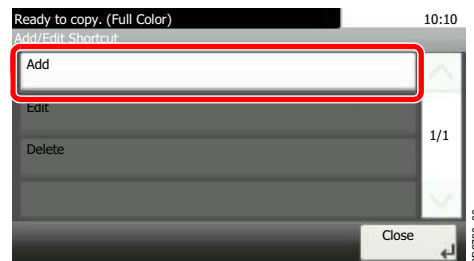 Ready to copy. (Full Color)
10:10
Add/Edit Shortcut
Add
Edit
1/1
Delete
Close